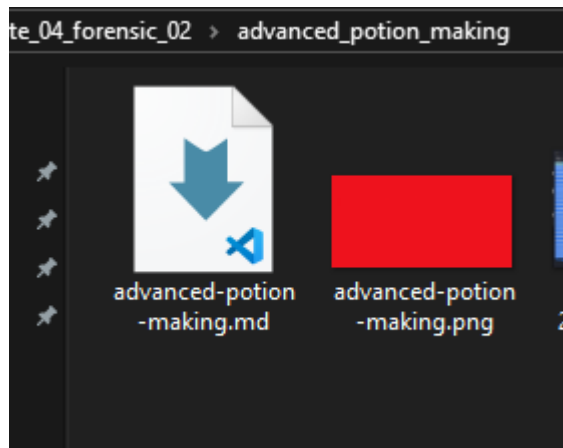 te_04_forensic_02 > advanced_potion_making
advanced-potion
-making.md
advanced-potion
-making.png